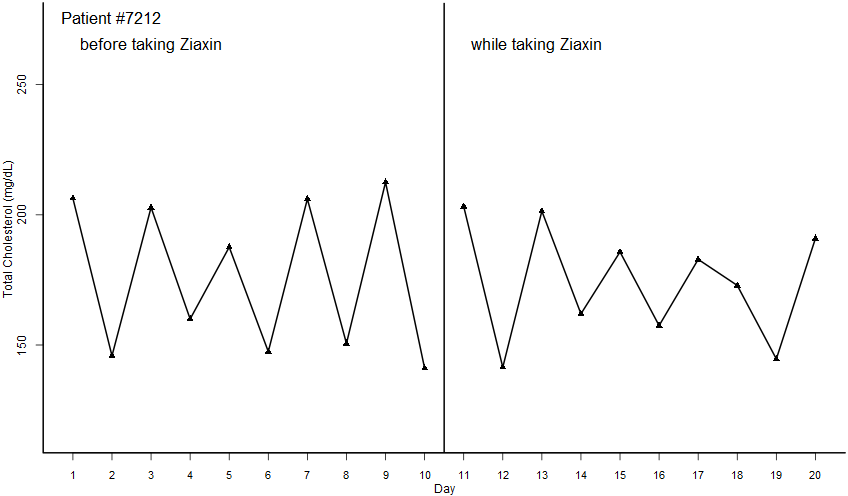 Patient #7212
before taking Ziaxin
while taking Ziaxin
Total Cholesterol (mg/dL)
250
200
150
1 2 3 4 5 6 7 8 9 10 11 12 13 14 15 16 17 18 19 20
Day